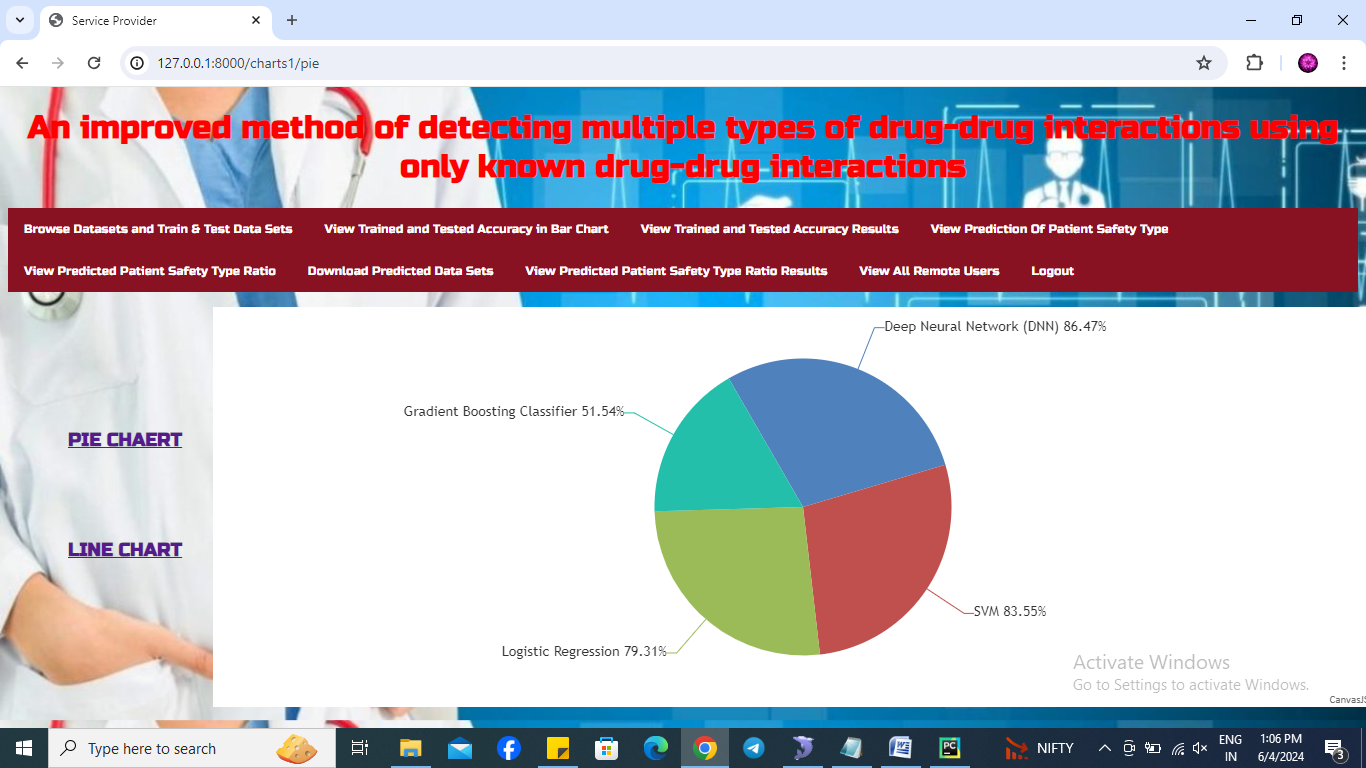 Service Provider
127.0.0.1:8000/charts1/pie
An improved method of detecting multiple types of drug-drug interactions using
only known drug-drug interactions
Browse Datasets and Train & Test Data Sets View Trained and Tested Accuracy in Bar Chart View Trained and Tested Accuracy Results View Prediction Of Patient Safety Type
View Predicted Patient Safety Type Ratio Download Predicted Data Sets View Predicted Patient Safety Type Ratio Results View All Remote Users Logout
Deep Neural Network (DNN) 86.47%
Gradient Boosting Classifier 51.54%
PIE CHAERT
LINE CHART
SVM 83.55%
Logistic Regression 79.31%
Activate Windows
Go to Settings to activate Windows.
CanvasJS
Type here to search
NIFTY
ENG
IN
1:06 PM
6/4/2024
3